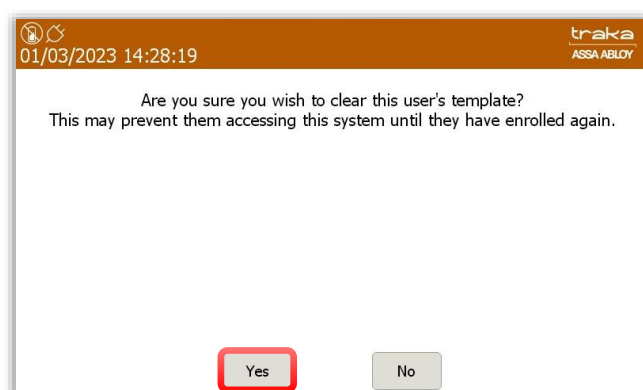 traka
01/03/2023 14:28:19
ASSA ABLOY
Are you sure you wish to clear this user's template?
This may prevent them accessing this system until they have enrolled again.
Yes
No